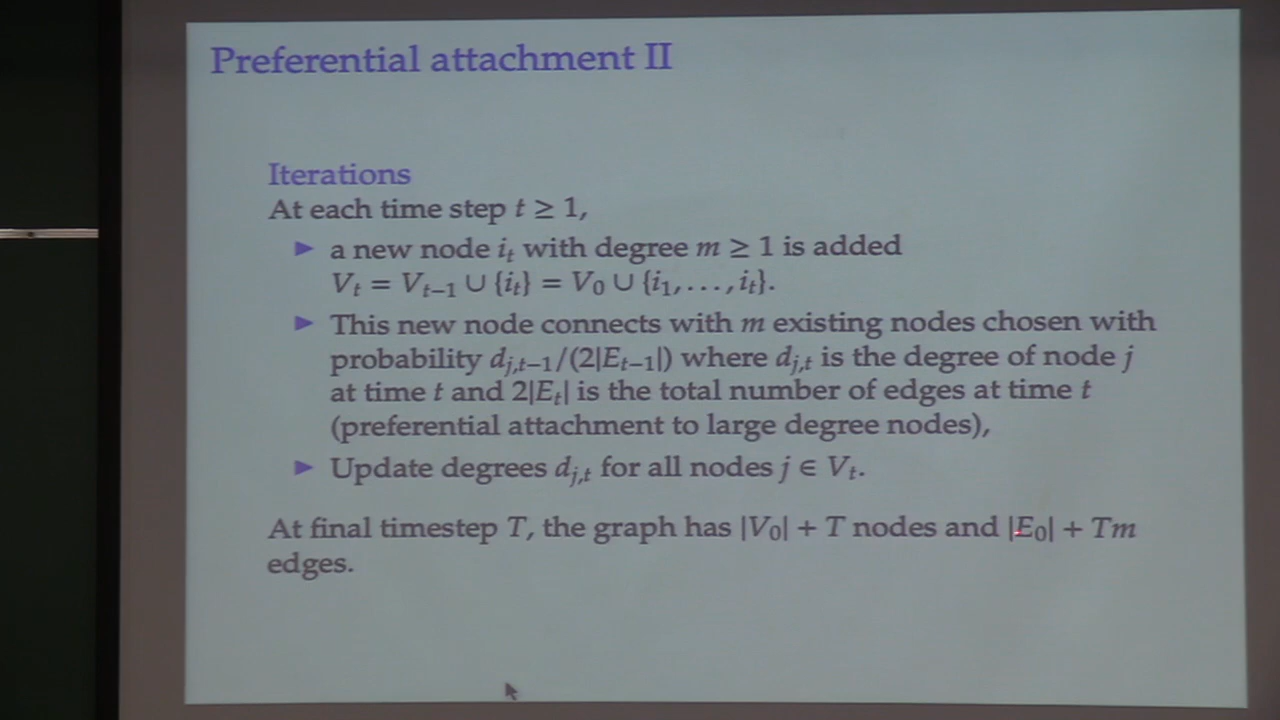 Preferential attachment II
Iterations
At each time step t ≥ 1,
▶ a new node i_t with degree m ≥ 1 is added
V_t = V_{t−1} ∪ {i_t} = V_0 ∪ {i_1, . . . , i_t}.
▶ This new node connects with m existing nodes chosen with
probability d_{j,t−1}/(2|E_{t−1}|) where d_{j,t} is the degree of node j
at time t and 2|E_t| is the total number of edges at time t
(preferential attachment to large degree nodes),
▶ Update degrees d_{j,t} for all nodes j ∈ V_t.
At final timestep T, the graph has |V_0| + T nodes and |E_0| + Tm
edges.